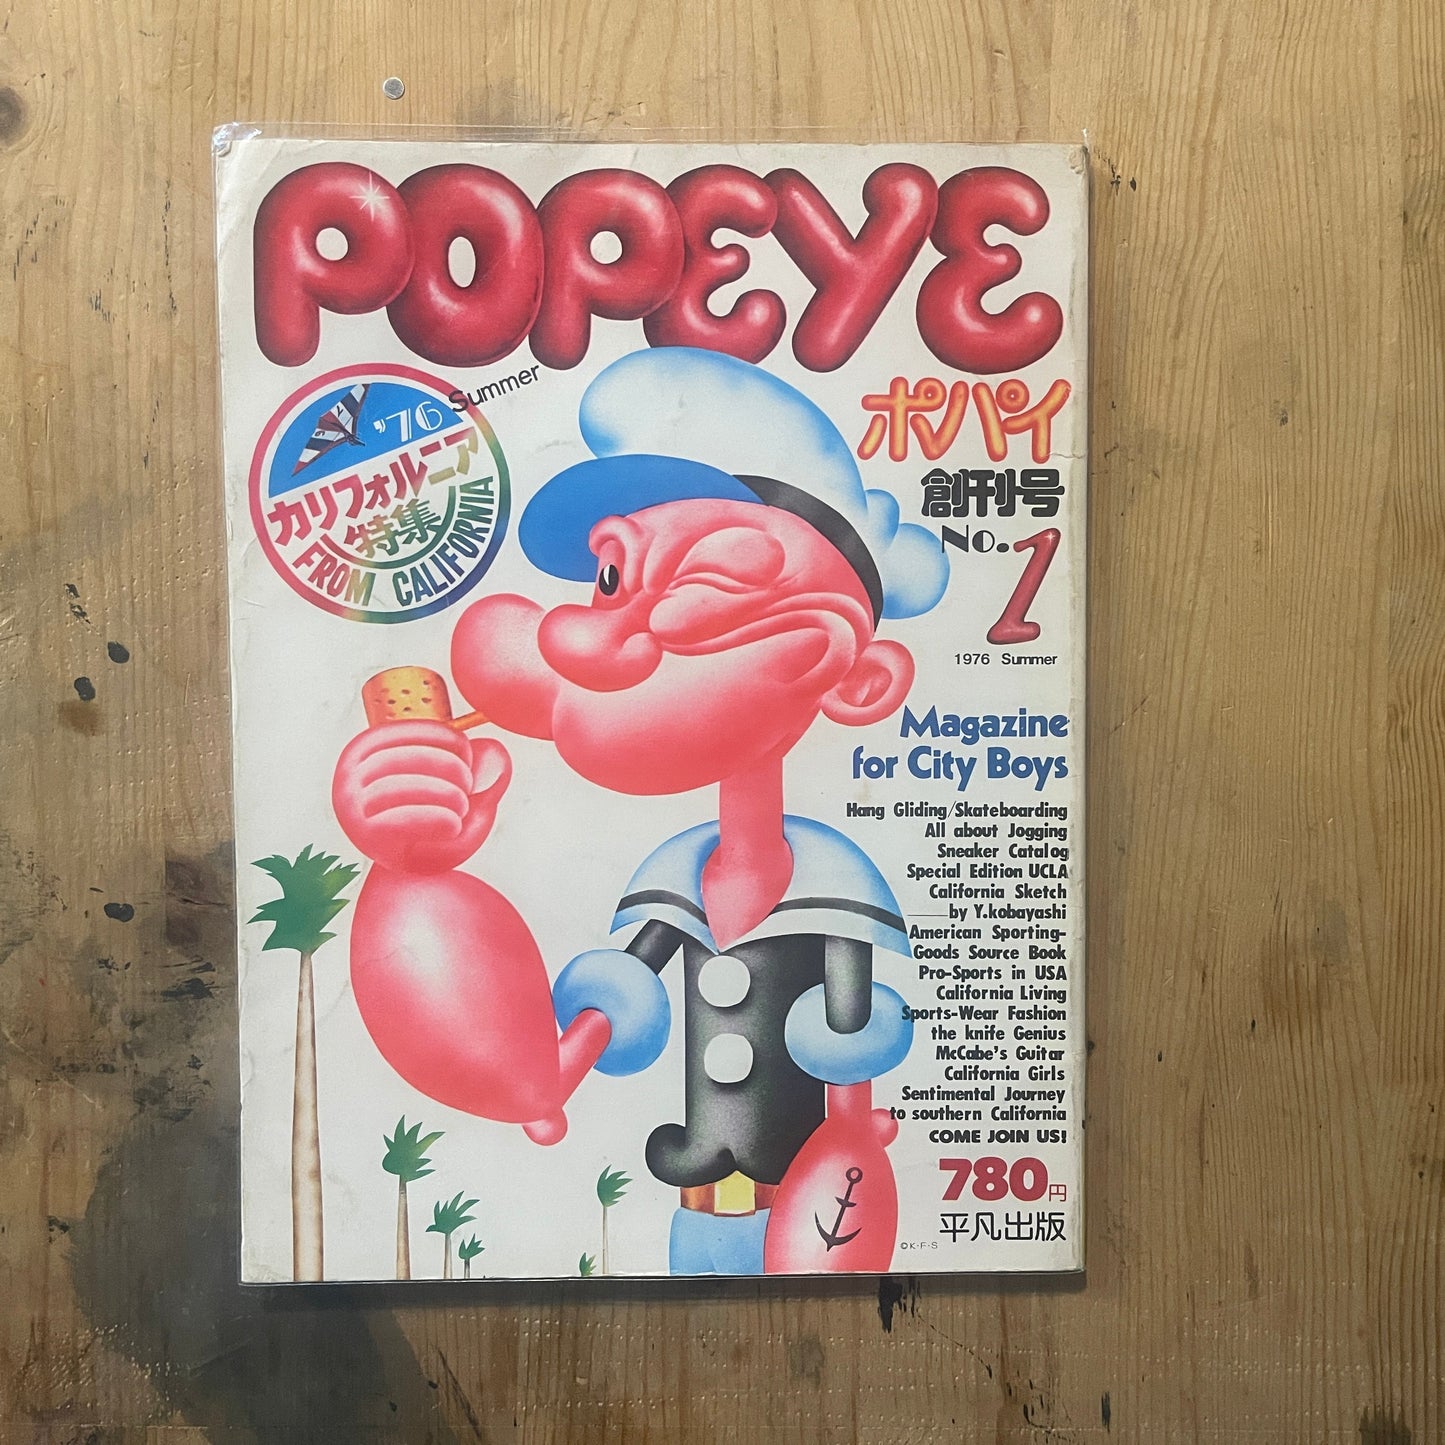 POPEYE
'76 Summer
カリフォルニア
特集
FROM CALIFORNIA
ポパイ
創刊号
No.1
1976 Summer
Magazine
for City Boys
Hang Gliding/Skateboarding
All about Jogging
Sneaker Catalog
Special Edition UCLA
California Sketch
——by Y.kobayashi
American Sporting-
Goods Source Book
Pro-Sports in USA
California Living
Sports-Wear Fashion
the knife Genius
McCabe's Guitar
California Girls
Sentimental Journey
to southern California
COME JOIN US!
780円
平凡出版
©K·F·S